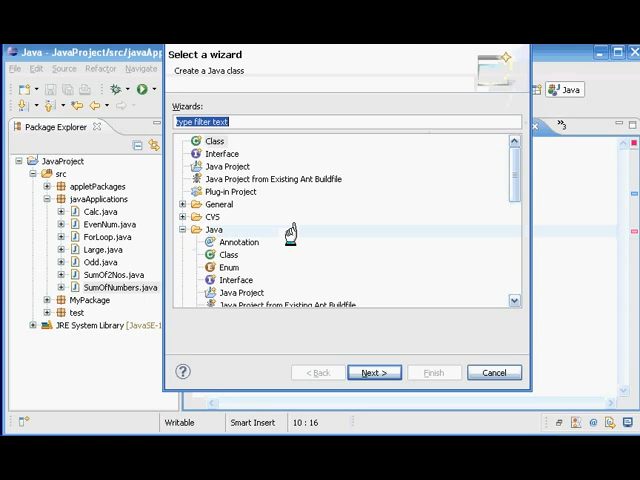 Java - JavaProject/src/javaApp
File Edit Source Refactor Navigate
Java
Package Explorer
3
JavaProject
src
appletPackages
javaApplications
Calc.java
EvenNum.java
ForLoop.java
Large.java
Odd.java
SumOf2Nos.java
SumOfNumbers.java
MyPackage
test
JRE System Library [JavaSE-1
Select a wizard
Create a Java class
Wizards:
type filter text
Class
Interface
Java Project
Java Project from Existing Ant Buildfile
Plug-in Project
General
CVS
Java
Annotation
Class
Enum
Interface
Java Project
Java Project from Existing Ant Buildfile
? < Back Next > Finish Cancel
Writable Smart Insert 10 : 16